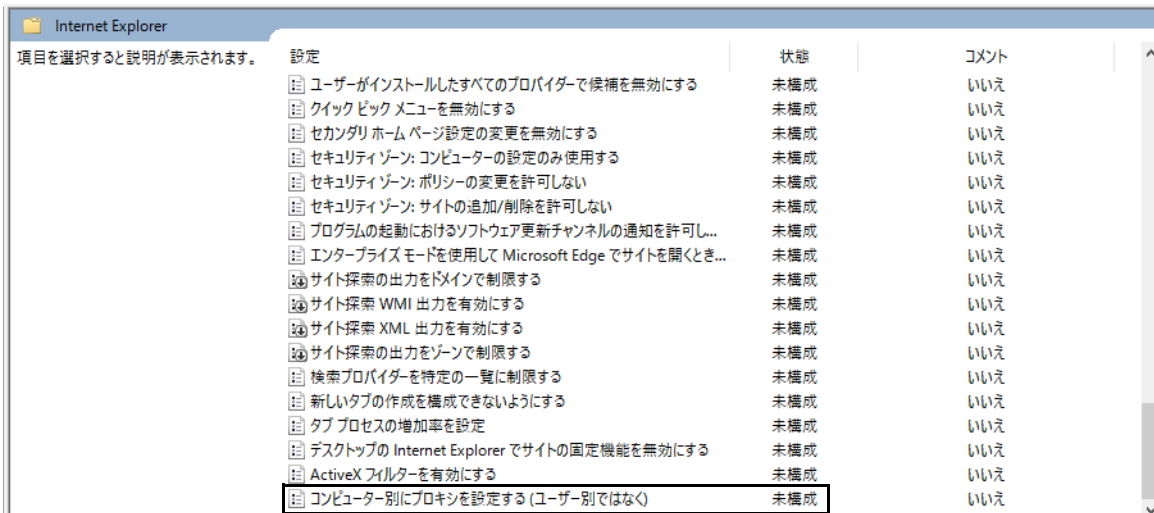 Internet Explorer
項目を選択すると説明が表示されます。
設定 状態 コメント
ユーザーがインストールしたすべてのプロバイダーで候補を無効にする 未構成 いいえ
クイック ピック メニューを無効にする 未構成 いいえ
セカンダリ ホーム ページ設定の変更を無効にする 未構成 いいえ
セキュリティ ゾーン: コンピューターの設定のみ使用する 未構成 いいえ
セキュリティ ゾーン: ポリシーの変更を許可しない 未構成 いいえ
セキュリティ ゾーン: サイトの追加/削除を許可しない 未構成 いいえ
プログラムの起動におけるソフトウェア更新チャンネルの通知を許可し... 未構成 いいえ
エンタープライズ モードを使用して Microsoft Edge でサイトを開くとき... 未構成 いいえ
サイト探索の出力をドメインで制限する 未構成 いいえ
サイト探索 WMI 出力を有効にする 未構成 いいえ
サイト探索 XML 出力を有効にする 未構成 いいえ
サイト探索の出力をゾーンで制限する 未構成 いいえ
検索プロバイダーを特定の一覧に制限する 未構成 いいえ
新しいタブの作成を構成できないようにする 未構成 いいえ
タブ プロセスの増加率を設定 未構成 いいえ
デスクトップの Internet Explorer でサイトの固定機能を無効にする 未構成 いいえ
ActiveX フィルターを有効にする 未構成 いいえ
コンピューター別にプロキシを設定する (ユーザー別ではなく) 未構成 いいえ